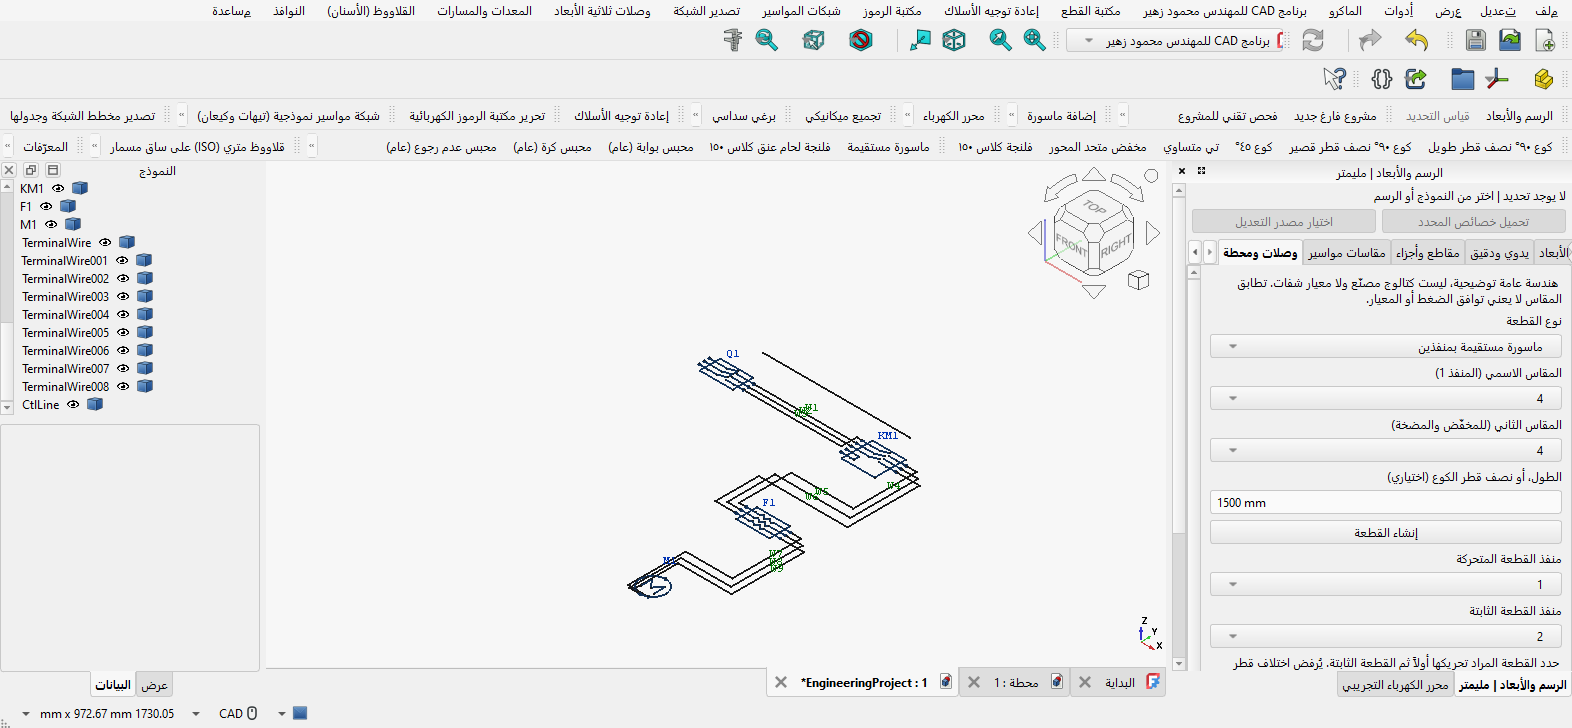 ملف تعديل عرض أدوات الماكرو برنامج CAD للمهندس محمود زهير مكتبة القطع إعادة توجيه الأسلاك مكتبة الرموز شبكات المواسير تصدير الشبكة وصلات ثلاثية الأبعاد المعدات والمسارات القلاووظ (الأسنان) النوافذ مساعدة
برنامج CAD للمهندس محمود زهير
الرسم والأبعاد قياس التحديد مشروع فارغ جديد فحص تقني للمشروع إضافة ماسورة محرر الكهرباء تجميع ميكانيكي برغي سداسي إعادة توجيه الأسلاك تحرير مكتبة الرموز الكهربائية شبكة مواسير نموذجية (تيهات وكيعان) تصدير مخطط الشبكة وجدولها
كوع ٩٠° نصف قطر طويل كوع ٩٠° نصف قطر قصير كوع ٤٥° تي متساوي مخفض متحد المحور فلنجة كلاس ١٥٠ ماسورة مستقيمة فلنجة لحام عنق كلاس ١٥٠ محبس بوابة (عام) محبس كرة (عام) محبس عدم رجوع (عام) قلاووظ متري (ISO) على ساق مسمار المعرّفات
النموذج
KM1
F1
M1
TerminalWire
TerminalWire001
TerminalWire002
TerminalWire003
TerminalWire004
TerminalWire005
TerminalWire006
TerminalWire007
TerminalWire008
CtlLine
عرض البيانات
TOP
FRONT
RIGHT
Q1
W1
KM1
W4
W5
F1
W7
Z
Y
X
الرسم والأبعاد | مليمتر
لا يوجد تحديد | اختر من النموذج أو الرسم
تحميل خصائص المحدد اختيار مصدر التعديل
الأبعاد يدوي ودقيق مقاطع وأجزاء مقاسات مواسير وصلات ومحطة
هندسة عامة توضيحية، ليست كتالوج مصنّع ولا معيار شفات. تطابق
المقاس لا يعني توافق الضغط أو المعيار.
نوع القطعة
ماسورة مستقيمة بمنفذين
المقاس الاسمي (المنفذ 1)
4
المقاس الثاني (للمخفّض والمضخة)
4
الطول، أو نصف قطر الكوع (اختياري)
1500 mm
إنشاء القطعة
منفذ القطعة المتحركة
1
منفذ القطعة الثابتة
2
حدد القطعة المراد تحريكها أولاً ثم القطعة الثابتة. يُرفض اختلاف قطر
الرسم والأبعاد | مليمتر محرر الكهرباء التجريبي
البداية محطة : 1 EngineeringProject : 1*
mm x 972.67 mm 1730.05 CAD